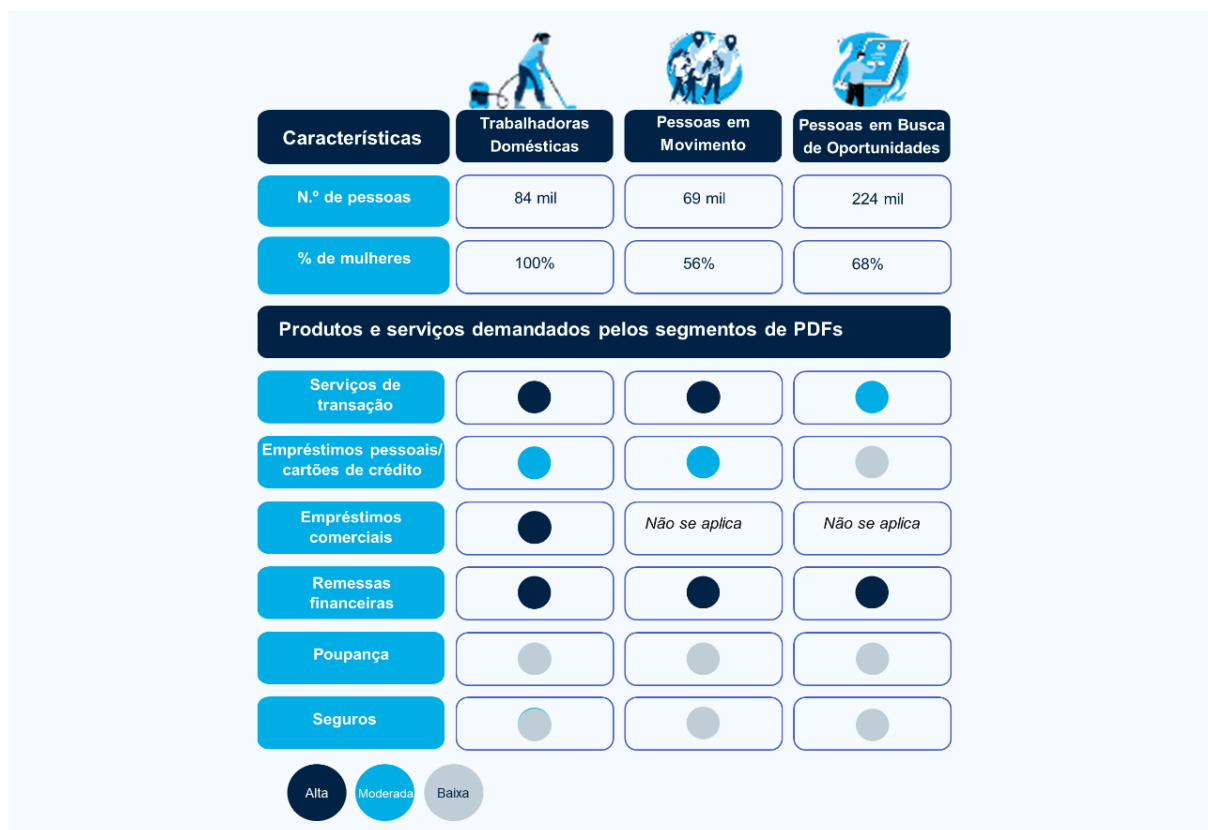 Características
Trabalhadoras
Domésticas
Pessoas em
Movimento
Pessoas em Busca
de Oportunidades
N.º de pessoas
84 mil
69 mil
224 mil
% de mulheres
100%
56%
68%
Produtos e serviços demandados pelos segmentos de PDFs
Serviços de
transação
Empréstimos pessoais/
cartões de crédito
Empréstimos
comerciais
Não se aplica
Não se aplica
Remessas
financeiras
Poupança
Seguros
Alta
Moderada
Baixa